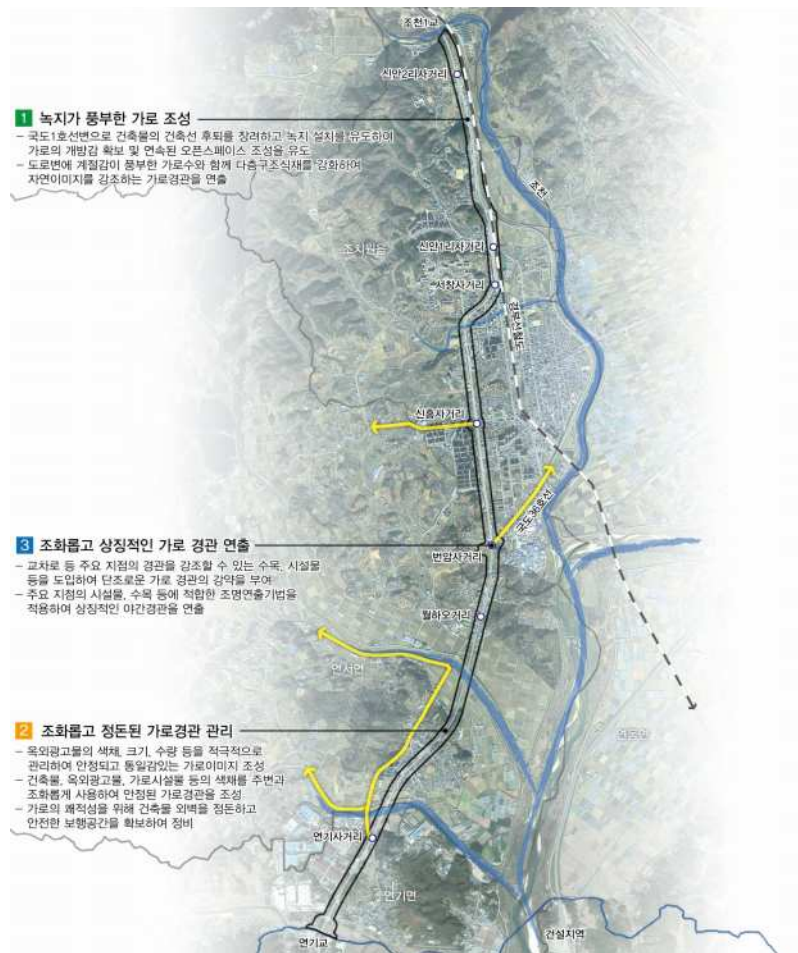 조천1교
신안2리사거리
1 녹지가 풍부한 가로 조성
- 국도1호선변으로 건축물의 건축선 후퇴를 장려하고 녹지 설치를 유도하여
가로의 개방감 확보 및 연속된 오픈스페이스 조성을 유도
- 도로변에 계절감이 풍부한 가로수와 함께 다층구조식재를 강화하여
자연이미지를 강조하는 가로경관을 연출
조천
조치원읍
신안1리사거리
서창사거리
경부선철도
신흥사거리
국도36호선
3 조화롭고 상징적인 가로 경관 연출
번암사거리
- 교차로 등 주요 지점의 경관을 강조할 수 있는 수목, 시설물
등을 도입하여 단조로운 가로 경관의 강약을 부여
- 주요 지점의 시설물, 수목 등에 적합한 조명연출기법을
적용하여 상징적인 야간경관을 연출
월하오거리
연서면
2 조화롭고 정돈된 가로경관 관리
연동면
- 옥외광고물의 색채, 크기, 수량 등을 적극적으로
관리하여 안정되고 통일감있는 가로이미지 조성
- 건축물, 옥외광고물, 가로시설물 등의 색채를 주변과
조화롭게 사용하여 안정된 가로경관을 조성
- 가로의 쾌적성을 위해 건축물 외벽을 정돈하고
안전한 보행공간을 확보하여 정비
연기사거리
연기면
연기교
건설지역